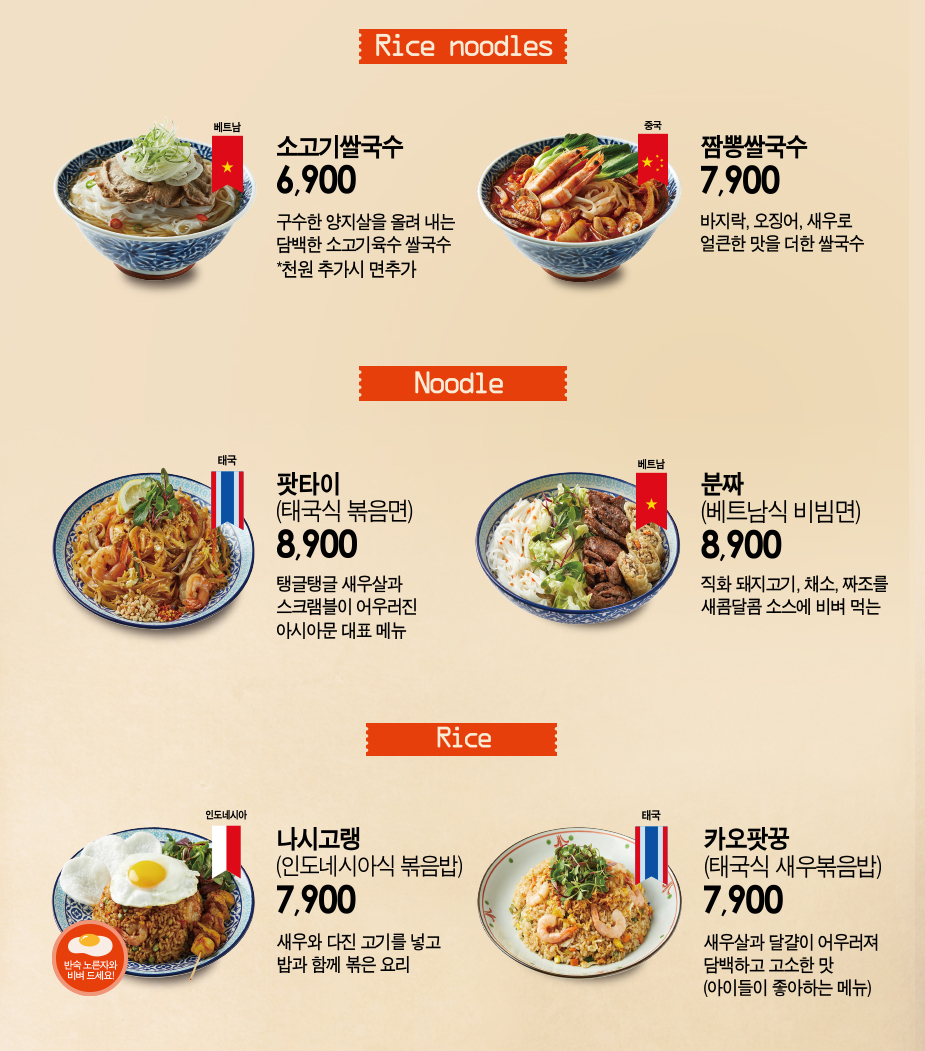 Rice noodles
베트남
소고기쌀국수
6,900
구수한 양지살을 올려 내는
담백한 소고기육수 쌀국수
*천원 추가시 면추가
중국
짬뽕쌀국수
7,900
바지락, 오징어, 새우로
얼큰한 맛을 더한 쌀국수
Noodle
태국
팟타이
(태국식 볶음면)
8,900
탱글탱글 새우살과
스크램블이 어우러진
아시아문 대표 메뉴
베트남
분짜
(베트남식 비빔면)
8,900
직화 돼지고기, 채소, 짜조를
새콤달콤 소스에 비벼 먹는
Rice
인도네시아
나시고랭
(인도네시아식 볶음밥)
7,900
새우와 다진 고기를 넣고
밥과 함께 볶은 요리
반숙 노른자와
비벼 드세요!
태국
카오팟꿍
(태국식 새우볶음밥)
7,900
새우살과 달걀이 어우러져
담백하고 고소한 맛
(아이들이 좋아하는 메뉴)